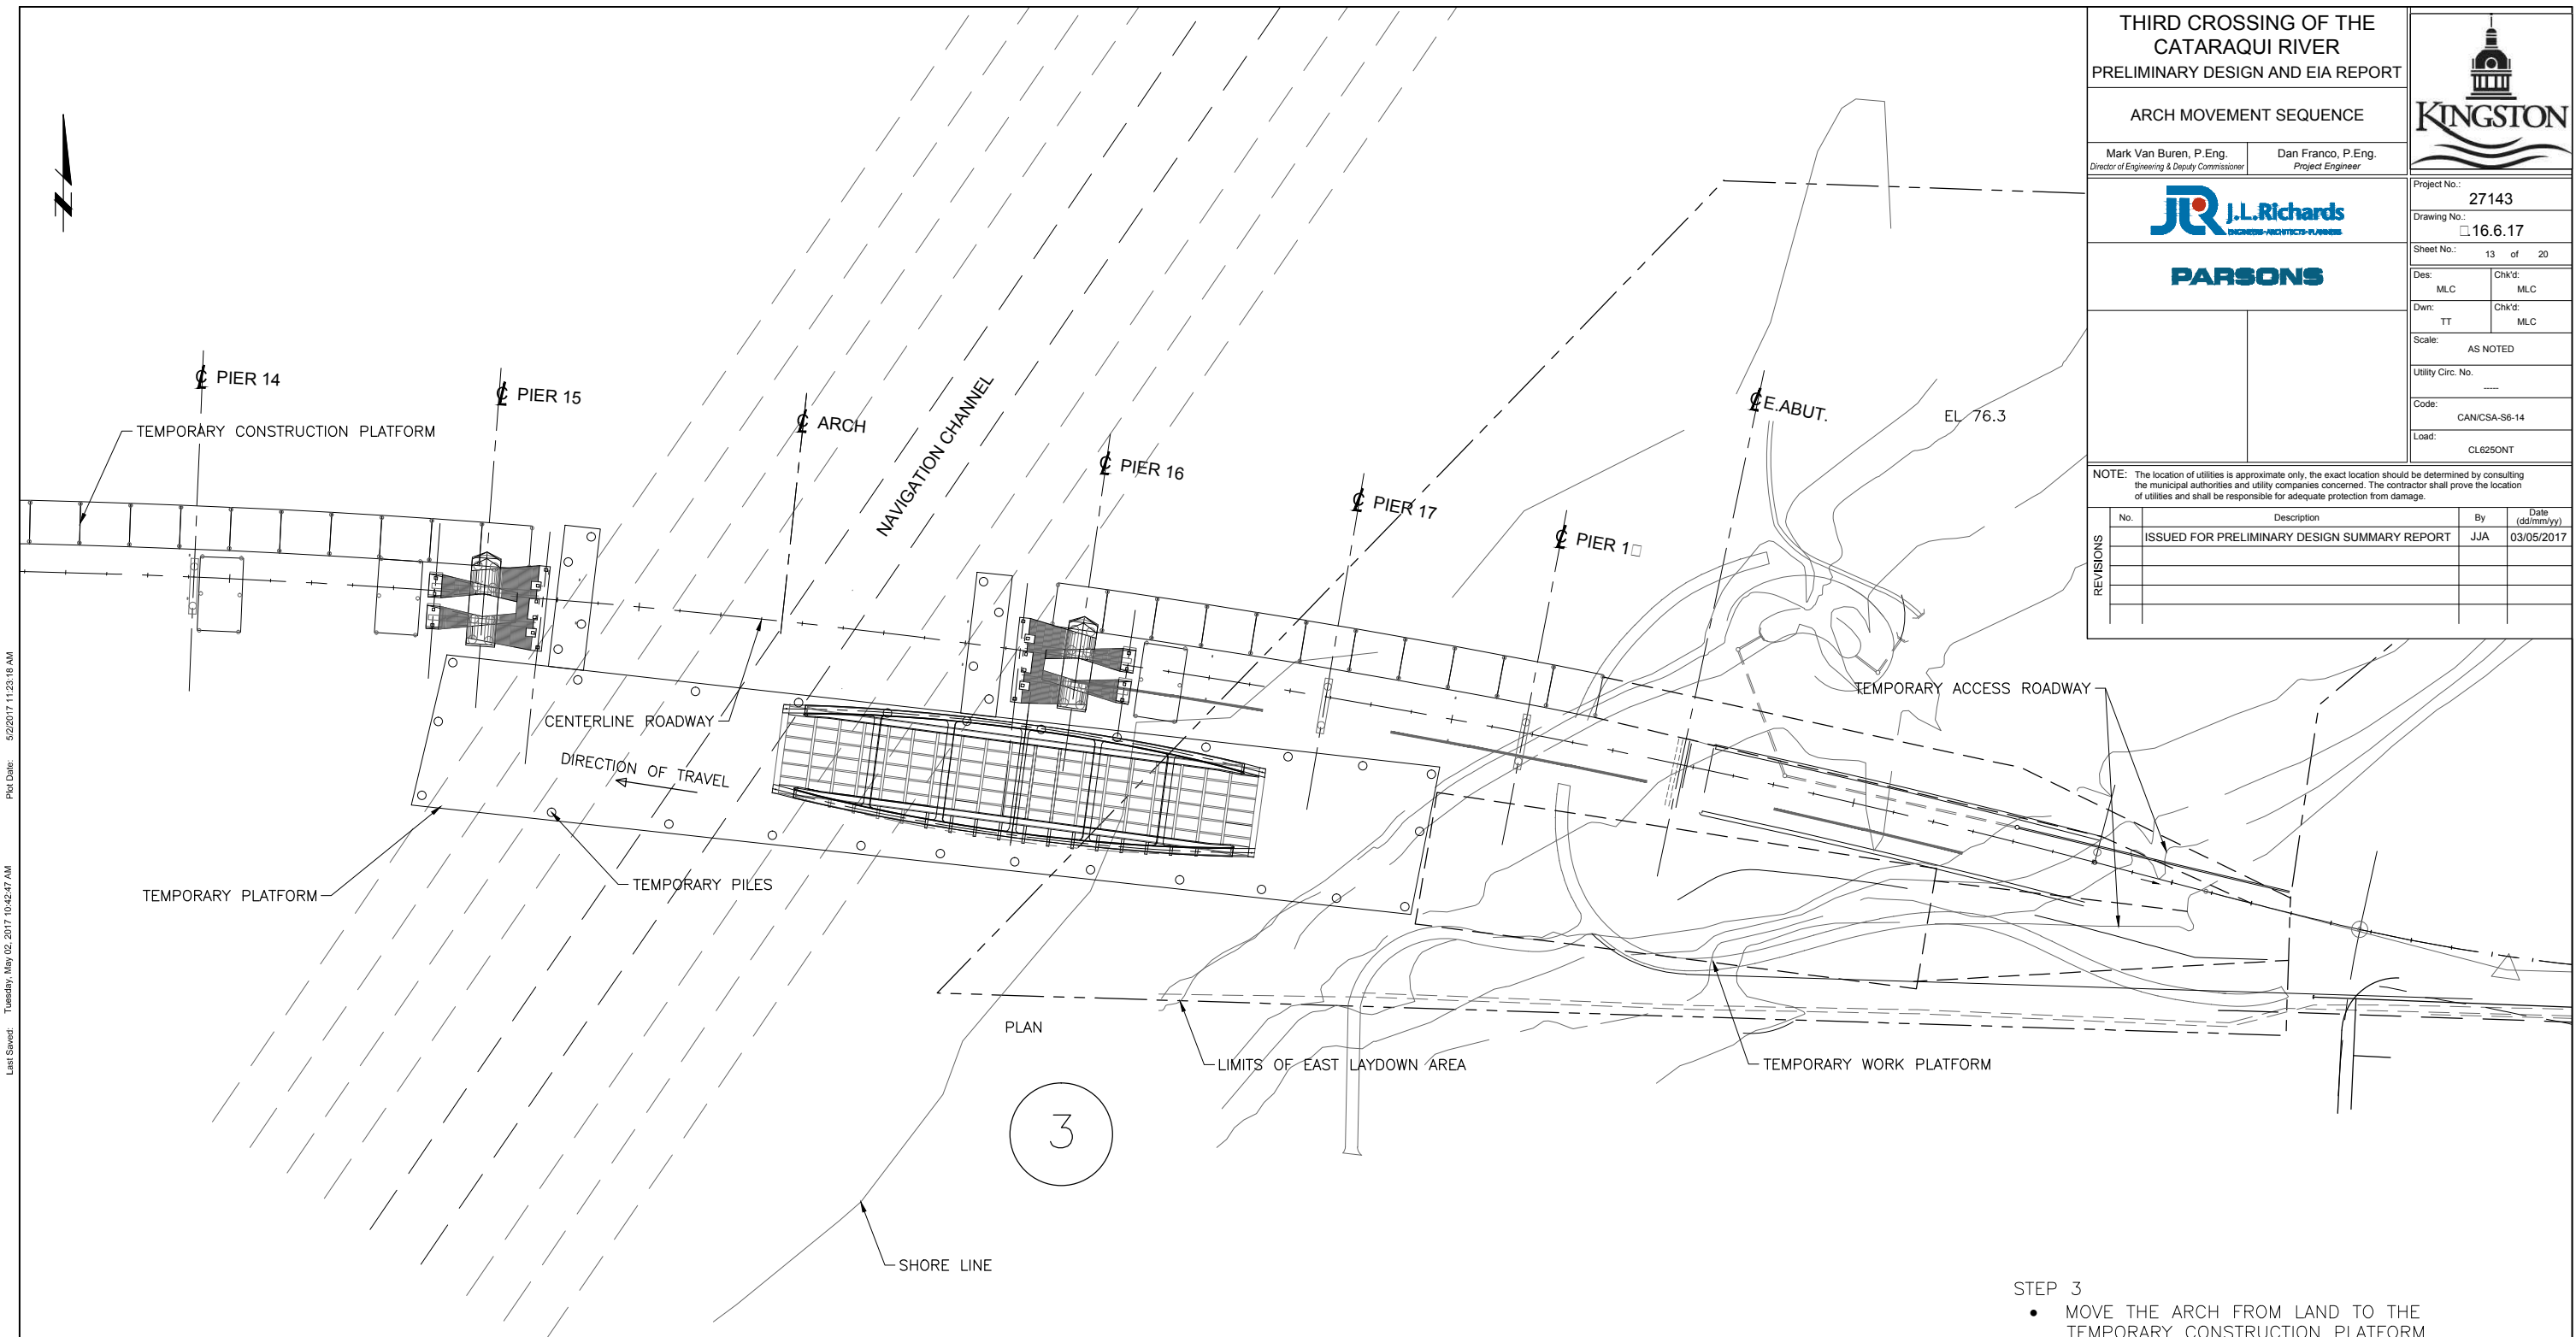 THIRD CROSSING OF THE
CATARAQUI RIVER
PRELIMINARY DESIGN AND EIA REPORT
ARCH MOVEMENT SEQUENCE
Mark Van Buren, P.Eng.
Director of Engineering & Deputy Commissioner
Dan Franco, P.Eng.
Project Engineer
KINGSTON
JLR J.L.Richards
ENGINEERS·ARCHITECTS·PLANNERS
PARSONS
Project No.:
27143
Drawing No.:
□.16.6.17
Sheet No.: 13 of 20
Des: MLC
Chk'd: MLC
Dwn: TT
Chk'd: MLC
Scale:
AS NOTED
Utility Circ. No.
-----
Code:
CAN/CSA-S6-14
Load:
CL625ONT
NOTE: The location of utilities is approximate only, the exact location should be determined by consulting
the municipal authorities and utility companies concerned. The contractor shall prove the location
of utilities and shall be responsible for adequate protection from damage.
REVISIONS
No. Description By Date (dd/mm/yy)
ISSUED FOR PRELIMINARY DESIGN SUMMARY REPORT JJA 03/05/2017
N
℄ PIER 14
℄ PIER 15
℄ ARCH
NAVIGATION CHANNEL
℄ PIER 16
℄ PIER 17
℄ PIER 1□
℄ E.ABUT.
EL 76.3
TEMPORARY CONSTRUCTION PLATFORM
CENTERLINE ROADWAY
DIRECTION OF TRAVEL
TEMPORARY ACCESS ROADWAY
TEMPORARY PLATFORM
TEMPORARY PILES
PLAN
LIMITS OF EAST LAYDOWN AREA
TEMPORARY WORK PLATFORM
3
SHORE LINE
STEP 3
• MOVE THE ARCH FROM LAND TO THE
TEMPORARY CONSTRUCTION PLATFORM
Plot Date: 5/2/2017 11:23:18 AM
Last Saved: Tuesday, May 02, 2017 10:42:47 AM